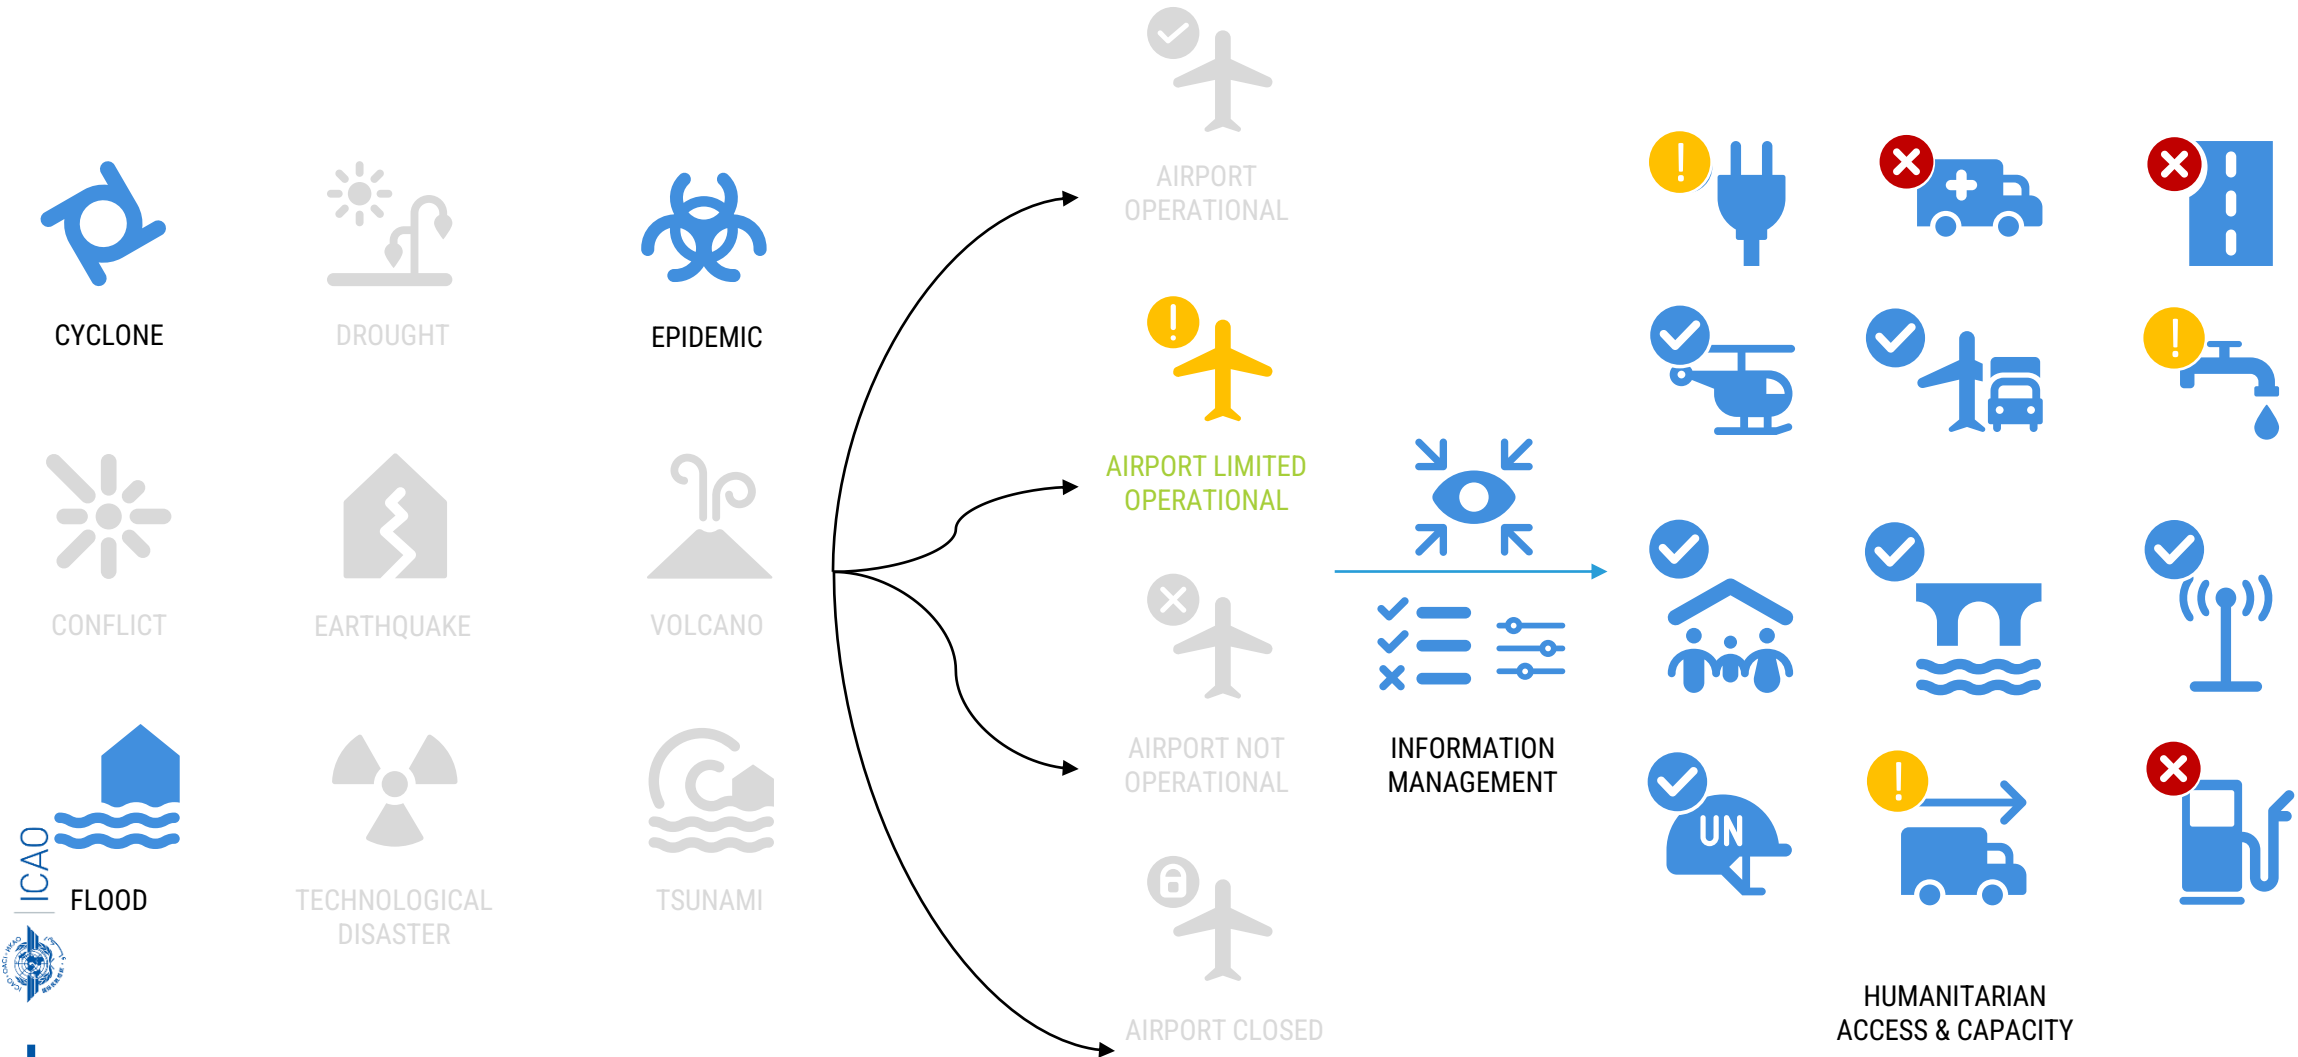 CYCLONE
DROUGHT
EPIDEMIC
CONFLICT
EARTHQUAKE
VOLCANO
FLOOD
TECHNOLOGICAL
DISASTER
TSUNAMI
ICAO
AIRPORT
OPERATIONAL
AIRPORT LIMITED
OPERATIONAL
AIRPORT NOT
OPERATIONAL
AIRPORT CLOSED
INFORMATION
MANAGEMENT
UN
HUMANITARIAN
ACCESS & CAPACITY